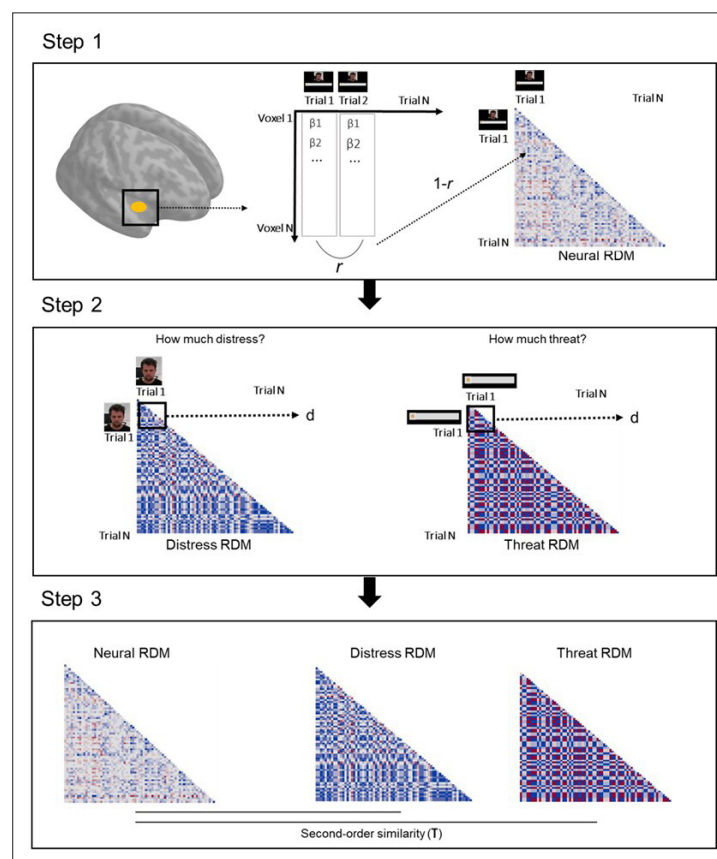 Step 1
Trial 1 Trial 2 Trial N
Voxel 1
β1 β1
β2 β2
... ...
Voxel N
r
1-r
Trial 1
Trial N
Trial 1
Trial N
Neural RDM
Step 2
How much distress?
Trial 1
Trial N
Trial 1
d
Trial N
Distress RDM
How much threat?
Trial 1
Trial N
Trial 1
d
Trial N
Threat RDM
Step 3
Neural RDM Distress RDM Threat RDM
Second-order similarity (T)